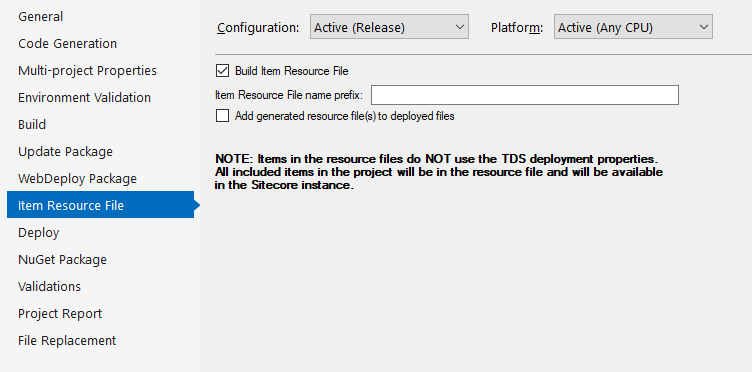 General
Code Generation
Multi-project Properties
Environment Validation
Build
Update Package
WebDeploy Package
Item Resource File
Deploy
NuGet Package
Validations
Project Report
File Replacement
Configuration: Active (Release) Platform: Active (Any CPU)
Build Item Resource File
Item Resource File name prefix:
Add generated resource file(s) to deployed files
NOTE: Items in the resource files do NOT use the TDS deployment properties.
All included items in the project will be in the resource file and will be available
in the Sitecore instance.